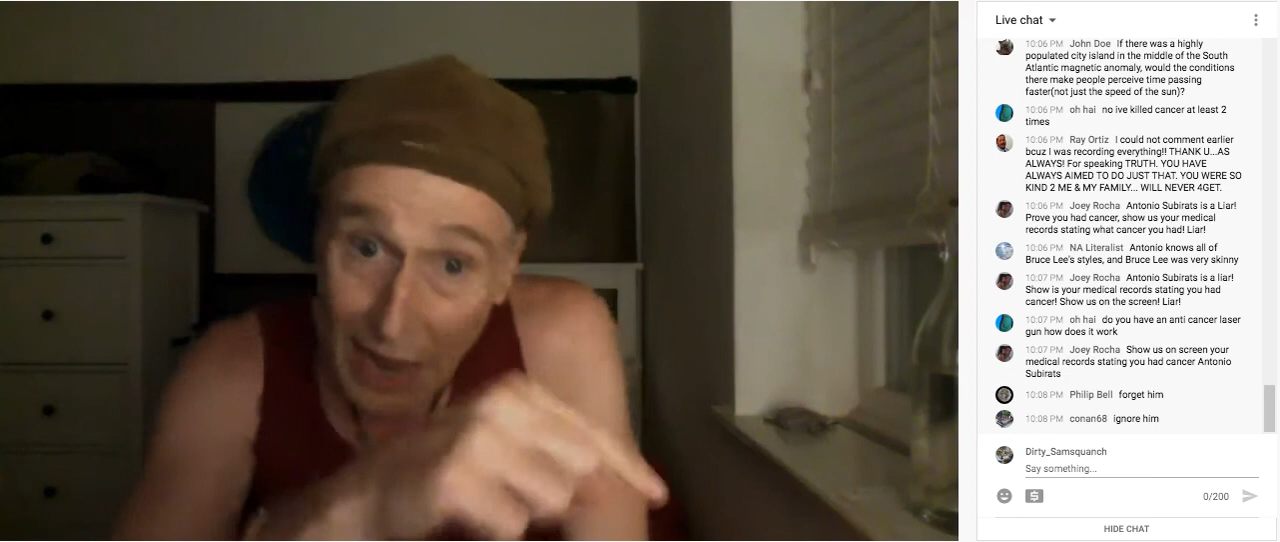 Live chat
10:06 PM John Doe If there was a highly
populated city island in the middle of the South
Atlantic magnetic anomaly, would the conditions
there make people perceive time passing
faster(not just the speed of the sun)?
10:06 PM oh hai no ive killed cancer at least 2
times
10:06 PM Ray Ortiz I could not comment earlier
bcuz I was recording everything!! THANK U...AS
ALWAYS! For speaking TRUTH. YOU HAVE
ALWAYS AIMED TO DO JUST THAT. YOU WERE SO
KIND 2 ME & MY FAMILY... WILL NEVER 4GET.
10:06 PM Joey Rocha Antonio Subirats is a Liar!
Prove you had cancer, show us your medical
records stating what cancer you had! Liar!
10:06 PM NA Literalist Antonio knows all of
Bruce Lee's styles, and Bruce Lee was very skinny
10:07 PM Joey Rocha Antonio Subirats is a liar!
Show is your medical records stating you had
cancer! Show us on the screen! Liar!
10:07 PM oh hai do you have an anti cancer laser
gun how does it work
10:07 PM Joey Rocha Show us on screen your
medical records stating you had cancer Antonio
Subirats
10:08 PM Philip Bell forget him
10:08 PM conan68 ignore him
Dirty_Samsquanch
Say something...
0/200
HIDE CHAT